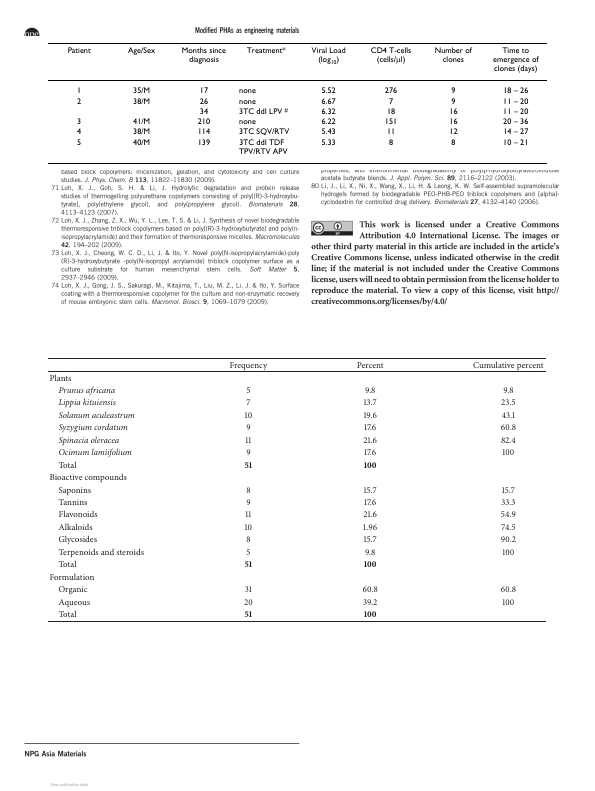 npg
Modified PHAs as engineering materials
Patient Age/Sex Months since diagnosis Treatment* Viral Load (log10) CD4 T-cells (cells/µl) Number of clones Time to emergence of clones (days)
1 35/M 17 none 5.52 276 9 18 – 26
2 38/M 26 none 6.67 7 9 11 – 20
34 3TC ddI LPV # 6.32 18 16 11 – 20
3 41/M 210 none 6.22 151 16 20 – 36
4 38/M 114 3TC SQV/RTV 5.43 11 12 14 – 27
5 40/M 139 3TC ddI TDF TPV/RTV APV 5.33 8 8 10 – 21
based block copolymers: micellization, gelation, and cytotoxicity and cell culture
studies. J. Phys. Chem. B 113, 11822–11830 (2009).
71 Loh, X. J., Goh, S. H. & Li, J. Hydrolytic degradation and protein release
studies of thermogelling polyurethane copolymers consisting of poly[(R)-3-hydroxybu-
tyrate], poly(ethylene glycol), and poly(propylene glycol). Biomaterials 28,
4113–4123 (2007).
72 Loh, X. J., Zhang, Z. X., Wu, Y. L., Lee, T. S. & Li, J. Synthesis of novel biodegradable
thermoresponsive triblock copolymers based on poly[(R)-3-hydroxybutyrate] and poly(n-
isopropylacrylamide) and their formation of thermoresponsive micelles. Macromolecules
42, 194–202 (2009).
73 Loh, X. J., Cheong, W. C. D., Li, J. & Ito, Y. Novel poly(N-isopropylacrylamide)-poly
(R)-3-hydroxybutyrate -poly(N-isopropyl acrylamide) triblock copolymer surface as a
culture substrate for human mesenchymal stem cells. Soft Matter 5,
2937–2946 (2009).
74 Loh, X. J., Gong, J. S., Sakuragi, M., Kitajima, T., Liu, M. Z., Li, J. & Ito, Y. Surface
coating with a thermoresponsive copolymer for the culture and non-enzymatic recovery
of mouse embryonic stem cells. Macromol. Biosci. 9, 1069–1079 (2009).
properties, and environmental biodegradability of poly[(R)-3-hydroxybutyrate]/cellulose
acetate butyrate blends. J. Appl. Polym. Sci. 89, 2116–2122 (2003).
80 Li, J., Li, X., Ni, X., Wang, X., Li, H. & Leong, K. W. Self-assembled supramolecular
hydrogels formed by biodegradable PEO-PHB-PEO triblock copolymers and [alpha]-
cyclodextrin for controlled drug delivery. Biomaterials 27, 4132–4140 (2006).
cc BY
This work is licensed under a Creative Commons
Attribution 4.0 International License. The images or
other third party material in this article are included in the article's
Creative Commons license, unless indicated otherwise in the credit
line; if the material is not included under the Creative Commons
license, users will need to obtain permission from the license holder to
reproduce the material. To view a copy of this license, visit http://
creativecommons.org/licenses/by/4.0/
Frequency Percent Cumulative percent
Plants
Prunus africana 5 9.8 9.8
Lippia kituiensis 7 13.7 23.5
Solanum aculeastrum 10 19.6 43.1
Syzygium cordatum 9 17.6 60.8
Spinacia oleracea 11 21.6 82.4
Ocimum lamiifolium 9 17.6 100
Total 51 100
Bioactive compounds
Saponins 8 15.7 15.7
Tannins 9 17.6 33.3
Flavonoids 11 21.6 54.9
Alkaloids 10 1.96 74.5
Glycosides 8 15.7 90.2
Terpenoids and steroids 5 9.8 100
Total 51 100
Formulation
Organic 31 60.8 60.8
Aqueous 20 39.2 100
Total 51 100
NPG Asia Materials
View publication stats